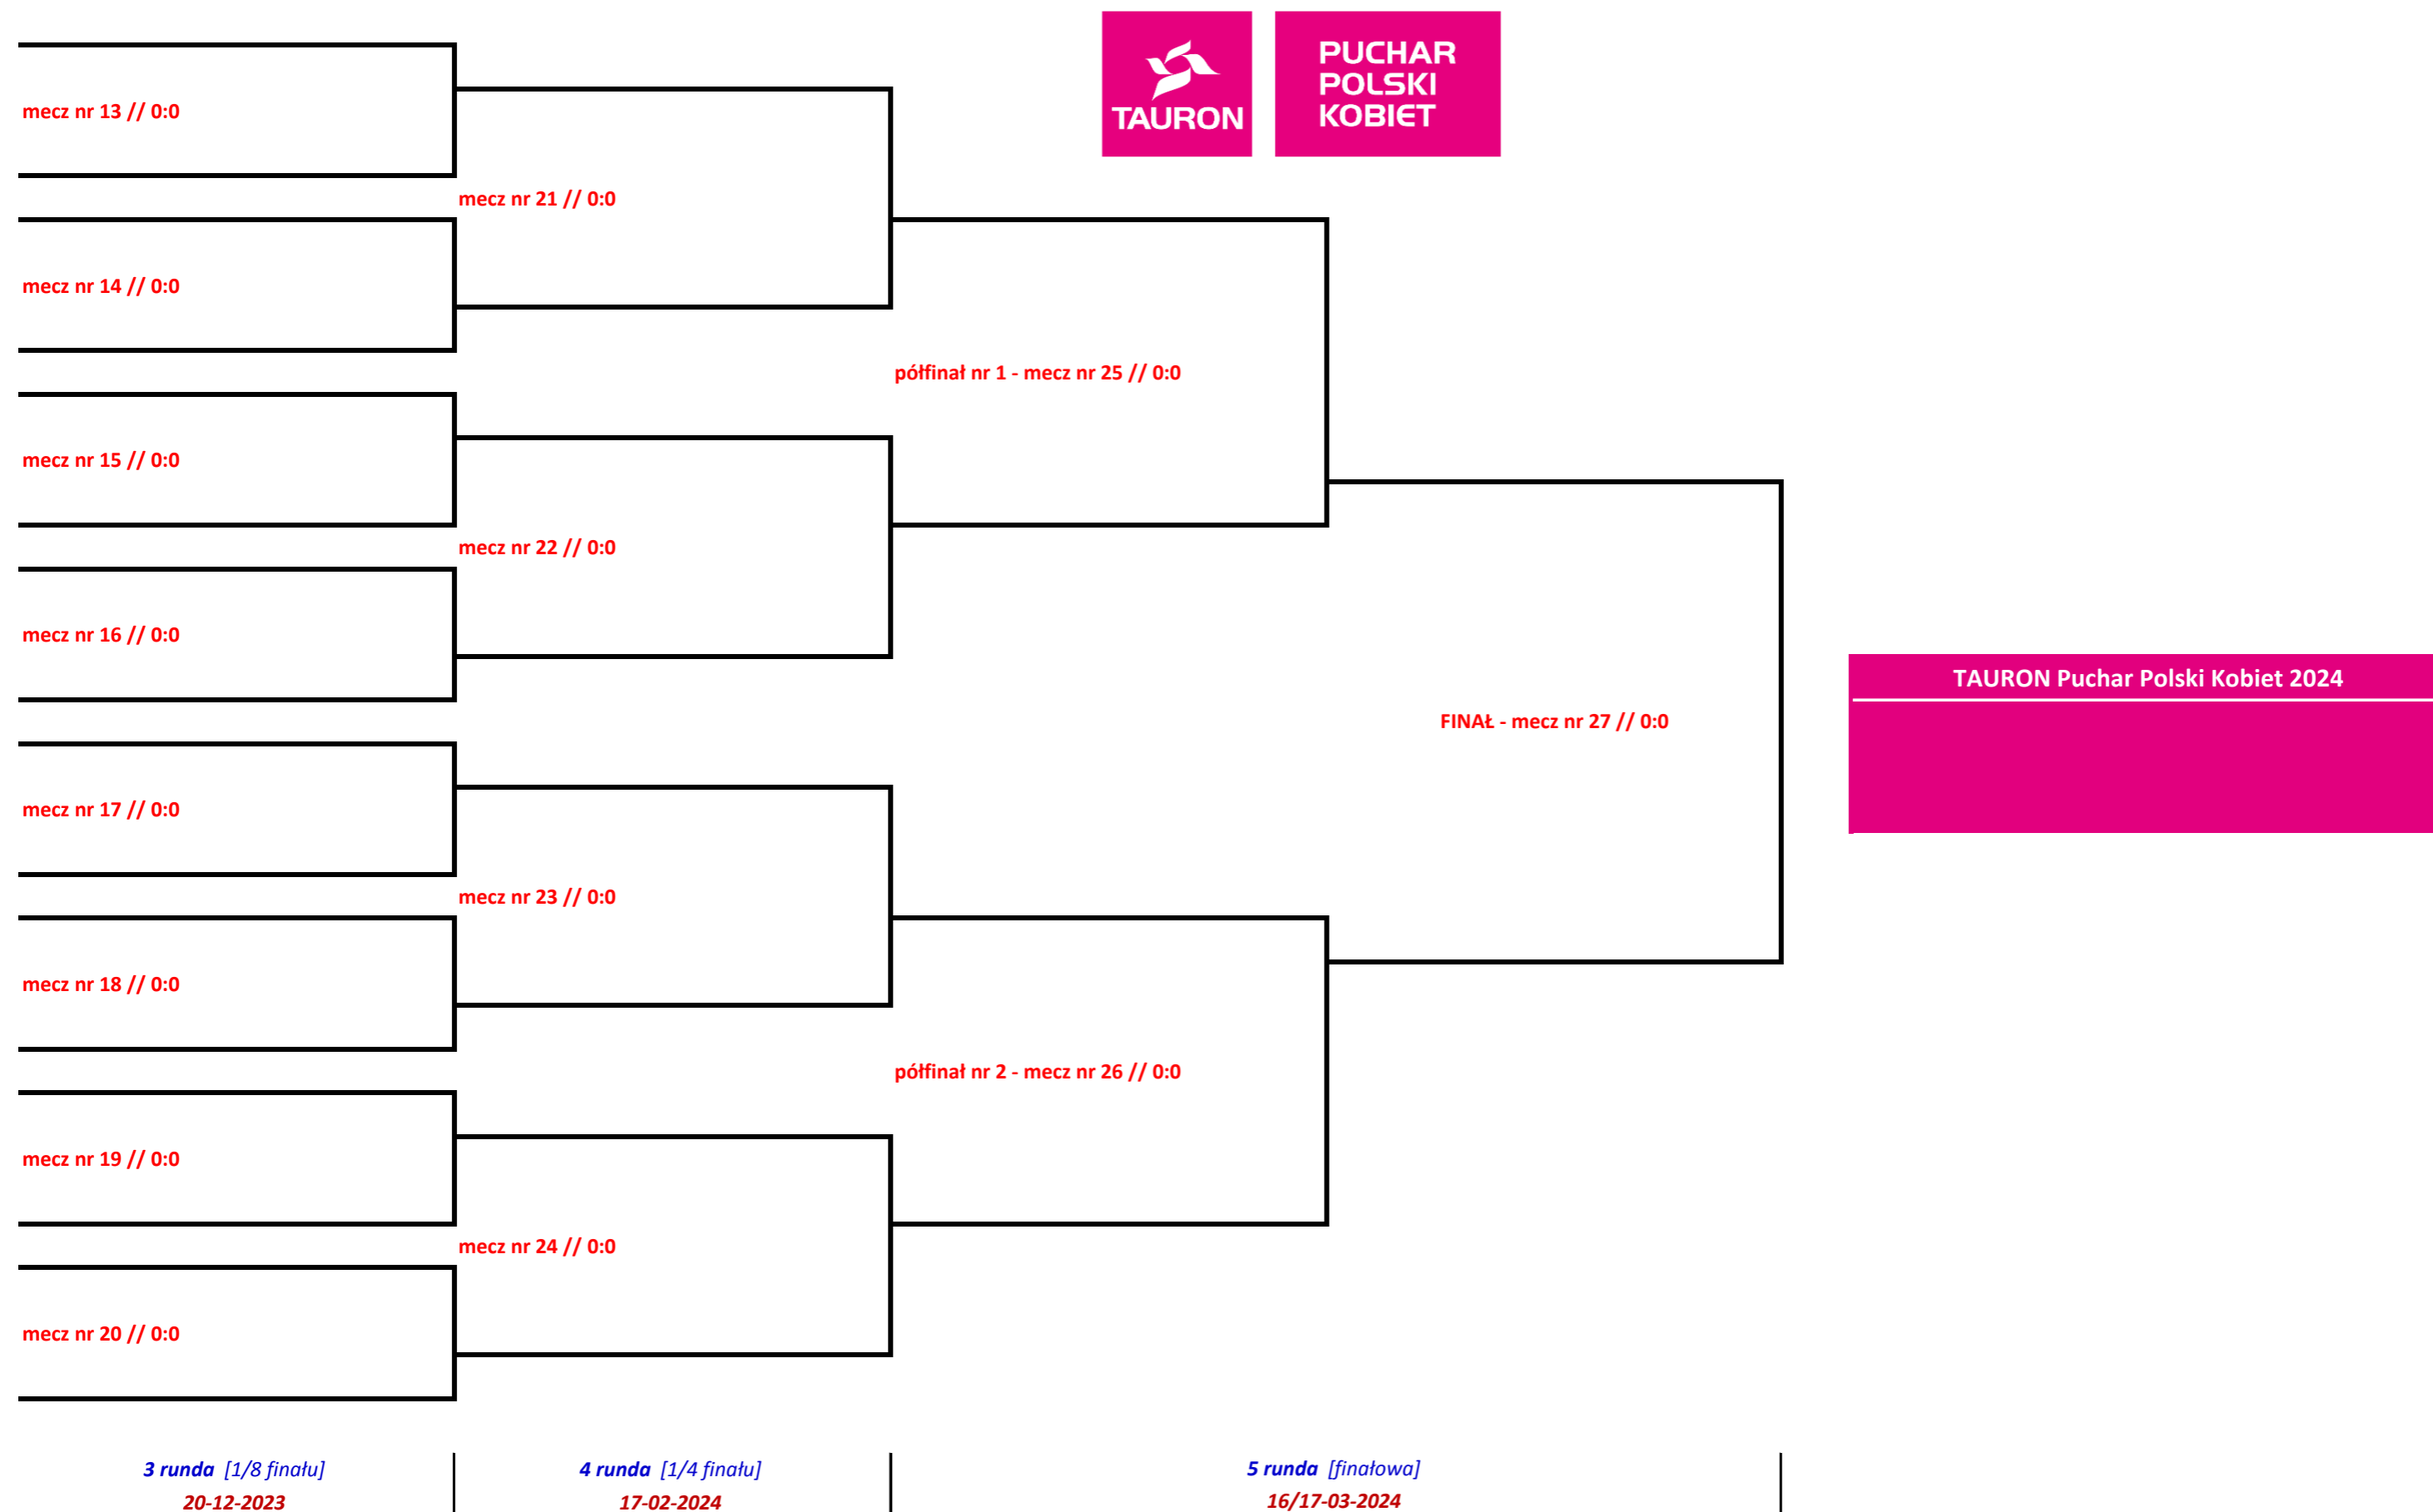 TAURON
PUCHAR
POLSKI
KOBIET
mecz nr 13 // 0:0
mecz nr 21 // 0:0
mecz nr 14 // 0:0
półfinał nr 1 - mecz nr 25 // 0:0
mecz nr 15 // 0:0
mecz nr 22 // 0:0
mecz nr 16 // 0:0
TAURON Puchar Polski Kobiet 2024
FINAŁ - mecz nr 27 // 0:0
mecz nr 17 // 0:0
mecz nr 23 // 0:0
mecz nr 18 // 0:0
półfinał nr 2 - mecz nr 26 // 0:0
mecz nr 19 // 0:0
mecz nr 24 // 0:0
mecz nr 20 // 0:0
3 runda [1/8 finału]
20-12-2023
4 runda [1/4 finału]
17-02-2024
5 runda [finałowa]
16/17-03-2024